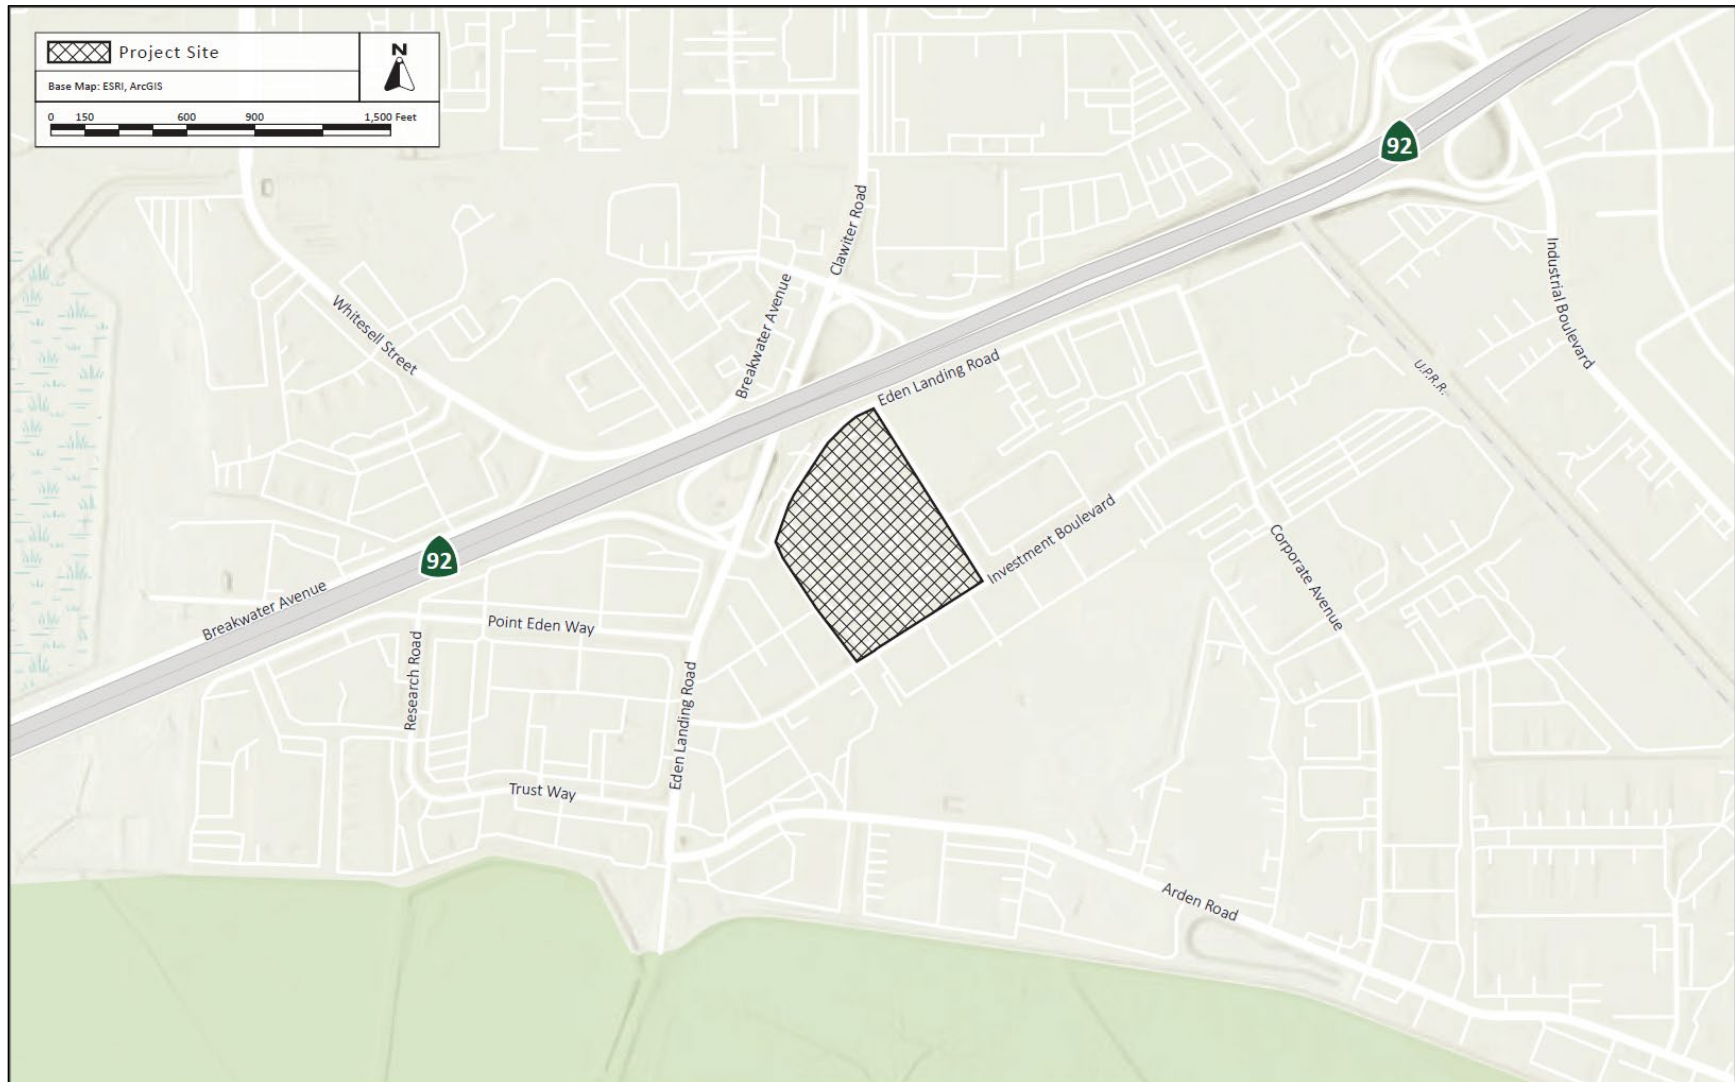 Project Site
N
Base Map: ESRI, ArcGIS
0 150 600 900 1,500 Feet
92
Clawiter Road
Industrial Boulevard
Breakwater Avenue
Whitesell Street
Eden Landing Road
U.P.R.R.
Investment Boulevard
Corporate Avenue
92
Breakwater Avenue
Point Eden Way
Research Road
Eden Landing Road
Trust Way
Arden Road